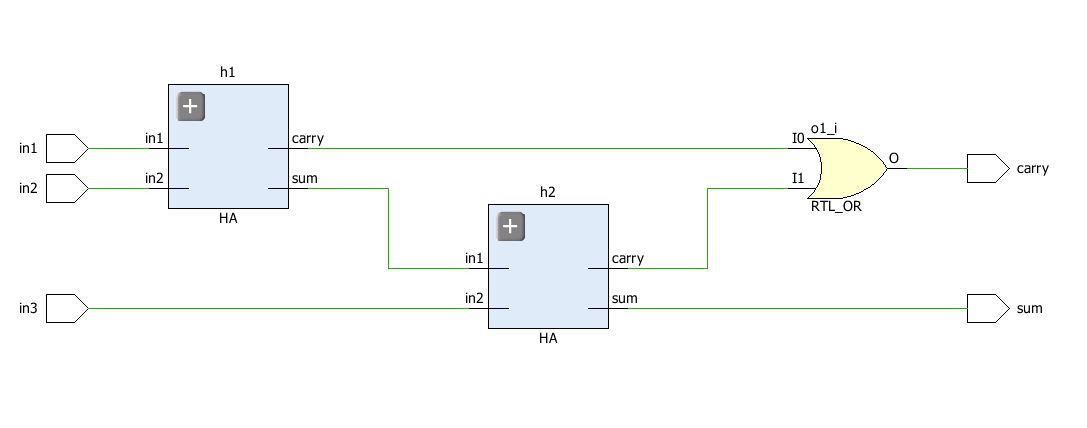 h1
in1
in1
carry
in2
in2
sum
HA
h2
in1
carry
in3
in2
sum
HA
o1_i
I0
I1
O
RTL_OR
carry
sum